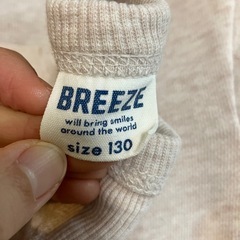 BREEZE
will bring smiles
around the world
size 130